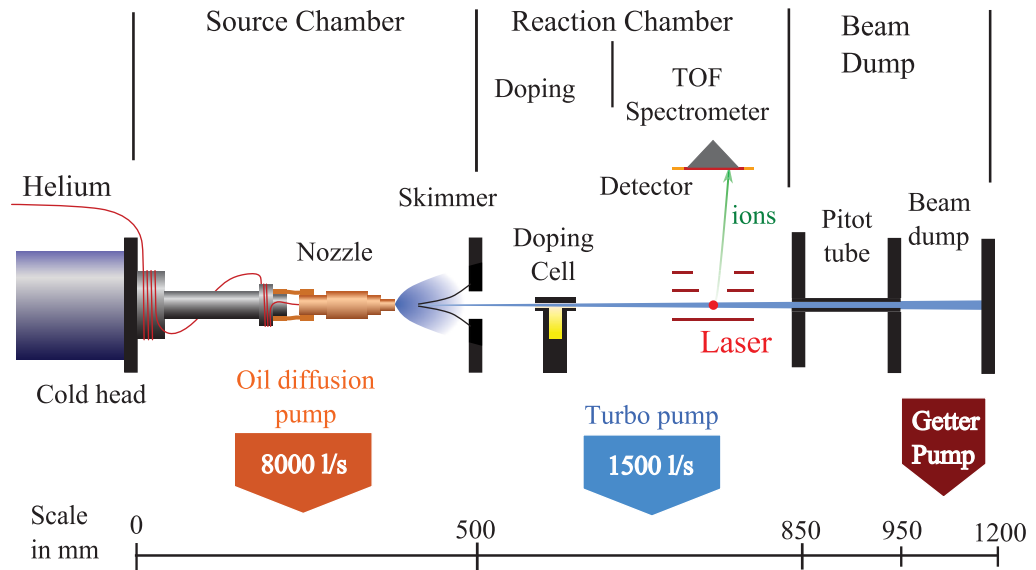 Source Chamber
Reaction Chamber
Beam
Dump
Doping
TOF
Spectrometer
Helium
Skimmer
Detector
ions
Nozzle
Doping
Cell
Pitot
tube
Beam
dump
Laser
Cold head
Oil diffusion
pump
8000 l/s
Turbo pump
1500 l/s
Getter
Pump
Scale
in mm
0
500
850
950
1200